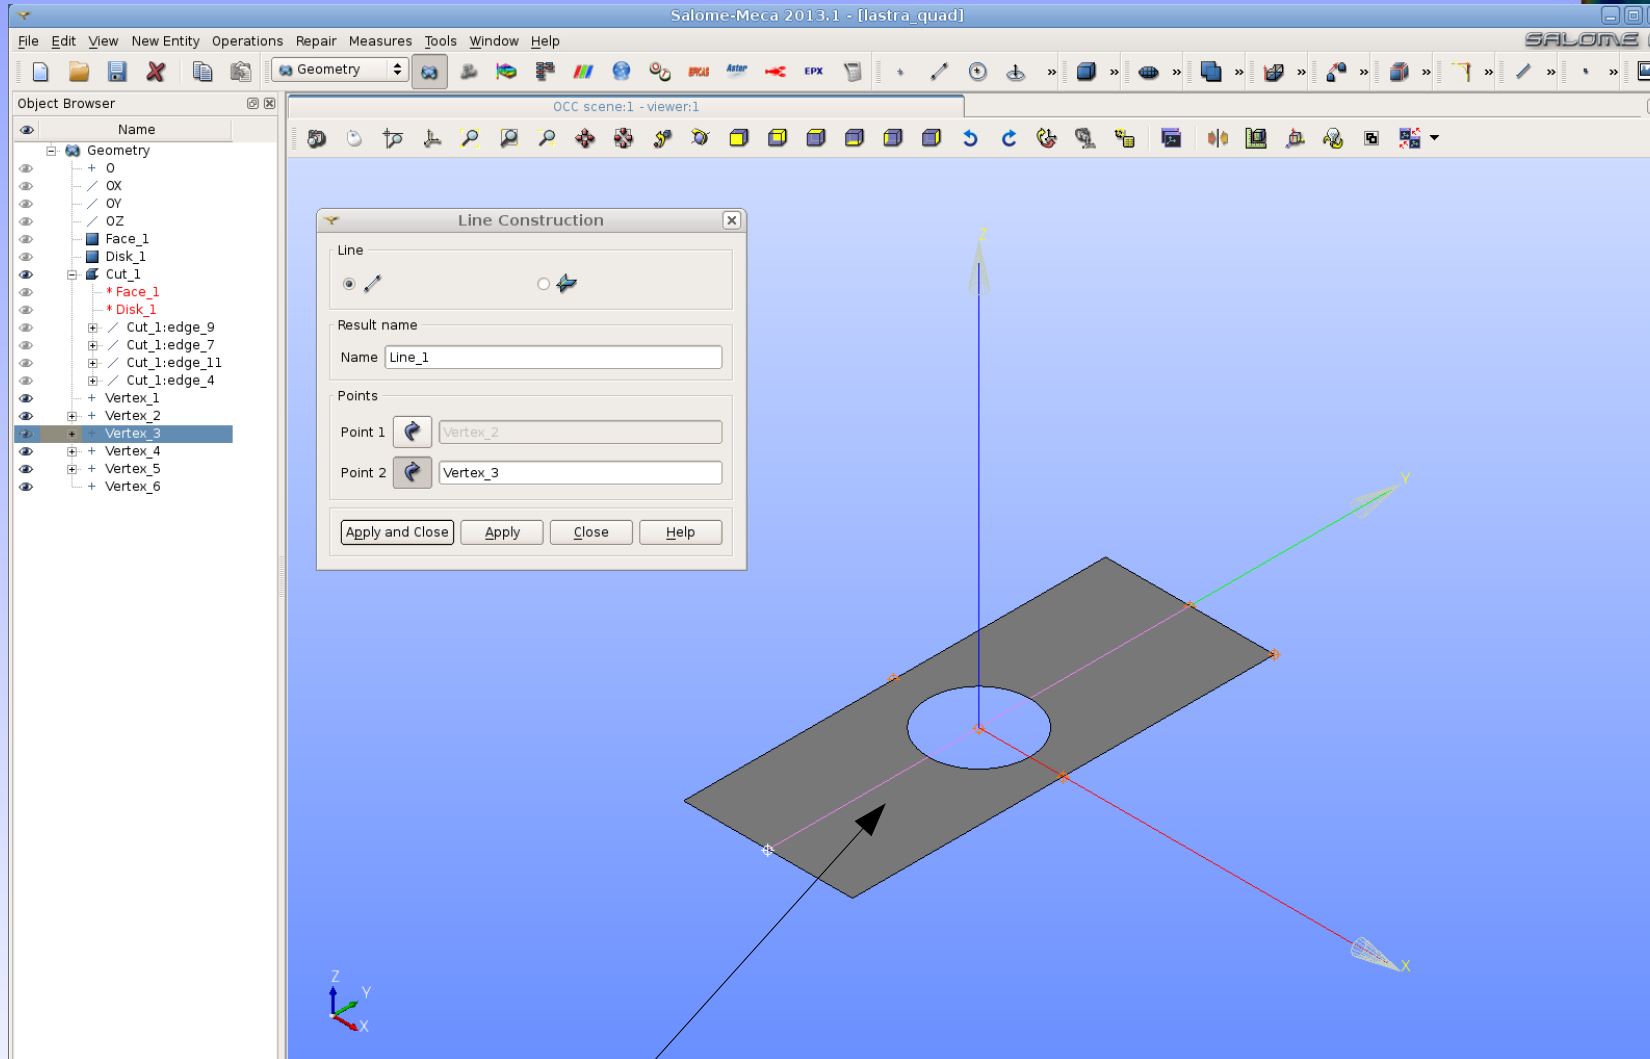 Salome-Meca 2013.1 - [lastra_quad]
File Edit View New Entity Operations Repair Measures Tools Window Help
SALOME
Geometry
EFICAS
Aster
EPX
» » » » » » » » » »
Object Browser
OCC scene:1 - viewer:1
Name
Geometry
O
OX
OY
OZ
Face_1
Disk_1
Cut_1
* Face_1
* Disk_1
Cut_1:edge_9
Cut_1:edge_7
Cut_1:edge_11
Cut_1:edge_4
Vertex_1
Vertex_2
Vertex_3
Vertex_4
Vertex_5
Vertex_6
Line Construction
Line
Result name
Name Line_1
Points
Point 1 Vertex_2
Point 2 Vertex_3
Apply and Close Apply Close Help
Z
Y
X
Z
Y
X